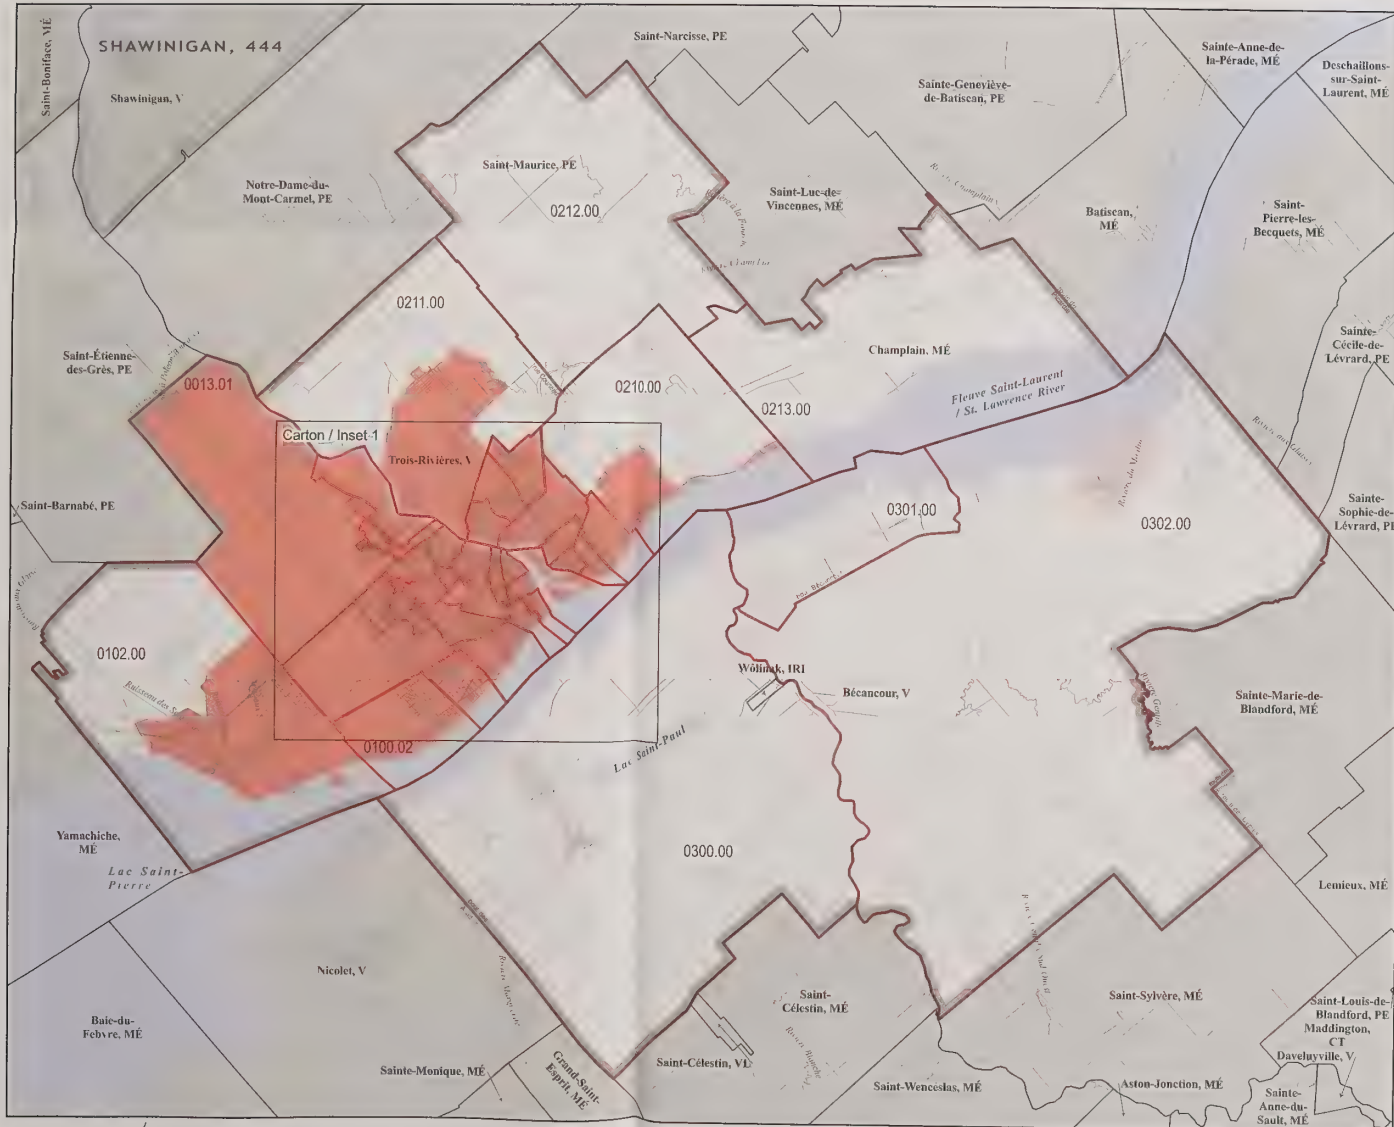 SHAWINIGAN, 444
Saint-Boniface, MÉ
Shawinigan, V
Saint-Narcisse, PE
Sainte-Geneviève-
de-Batiscan, PE
Sainte-Anne-de-
la-Pérade, MÉ
Deschaillons-
sur-Saint-
Laurent, MÉ
Notre-Dame-du-
Mont-Carmel, PE
Saint-Maurice, PE
0212.00
Saint-Luc-de-
Vincennes, MÉ
Batiscan,
MÉ
Saint-
Pierre-les-
Becquets, MÉ
0211.00
Saint-Étienne-
des-Grès, PE
0013.01
0210.00
Champlain, MÉ
0213.00
Fleuve Saint-Laurent
/ St. Lawrence River
Sainte-
Cécile-de-
Lévrard, PE
Carton / Inset 1
Trois-Rivières, V
Saint-Barnabé, PE
0301.00
0302.00
Sainte-
Sophie-de-
Lévrard, PE
0102.00
Wôlinak, IRI
Bécancour, V
Sainte-Marie-de-
Blandford, MÉ
0100.02
Lac Saint-Paul
Yamachiche,
MÉ
Lac Saint-
Pierre
0300.00
Lemieux, MÉ
Nicolet, V
Baie-du-
Febvre, MÉ
Saint-
Célestin, MÉ
Saint-Sylvère, MÉ
Saint-Louis-de-
Blandford, PE
Maddington,
CT
Daveluyville, V
Sainte-Monique, MÉ
Grand-Saint-
Esprit, MÉ
Saint-Célestin, VL
Saint-Wenceslas, MÉ
Aston-Jonction, MÉ
Sainte-
Anne-du-
Sault, MÉ